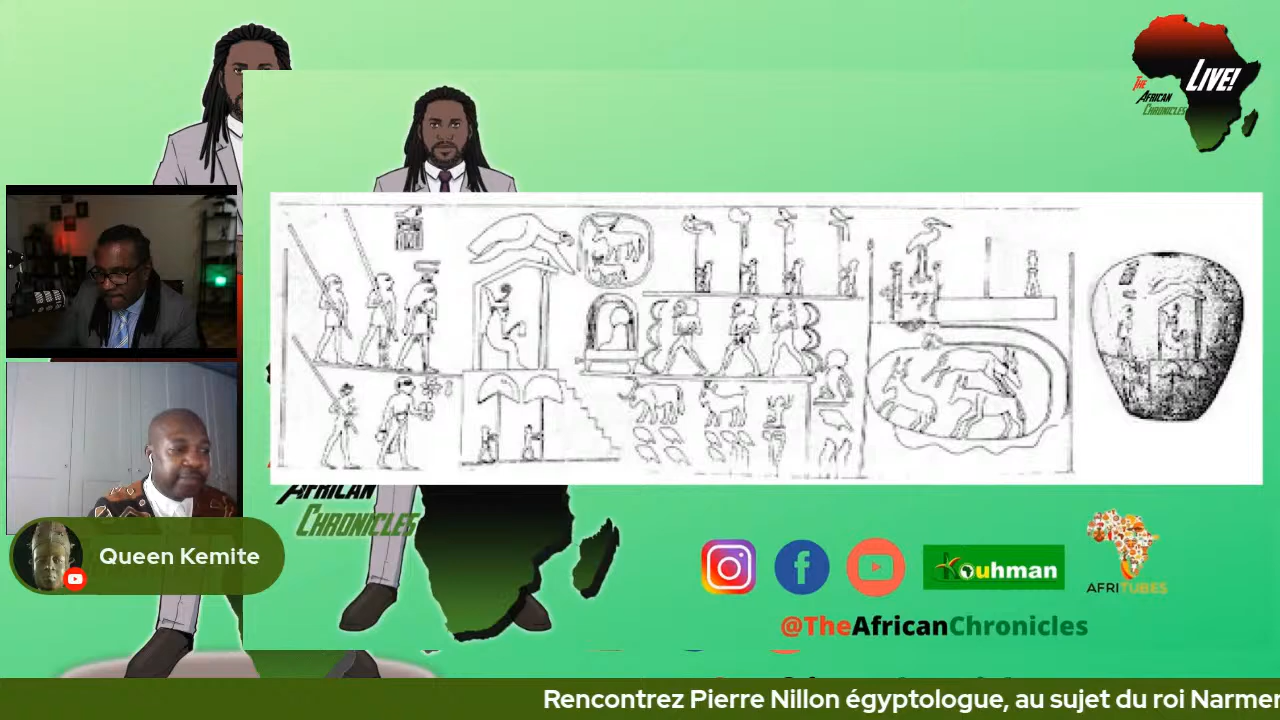 LIVE!
THE
AFRICAN
CHRONICLES
AFRICAN
CHRONICLES
Queen Kemite
Kouhman
AFRITUBES
@TheAfricanChronicles
Rencontrez Pierre Nillon égyptologue, au sujet du roi Narmer